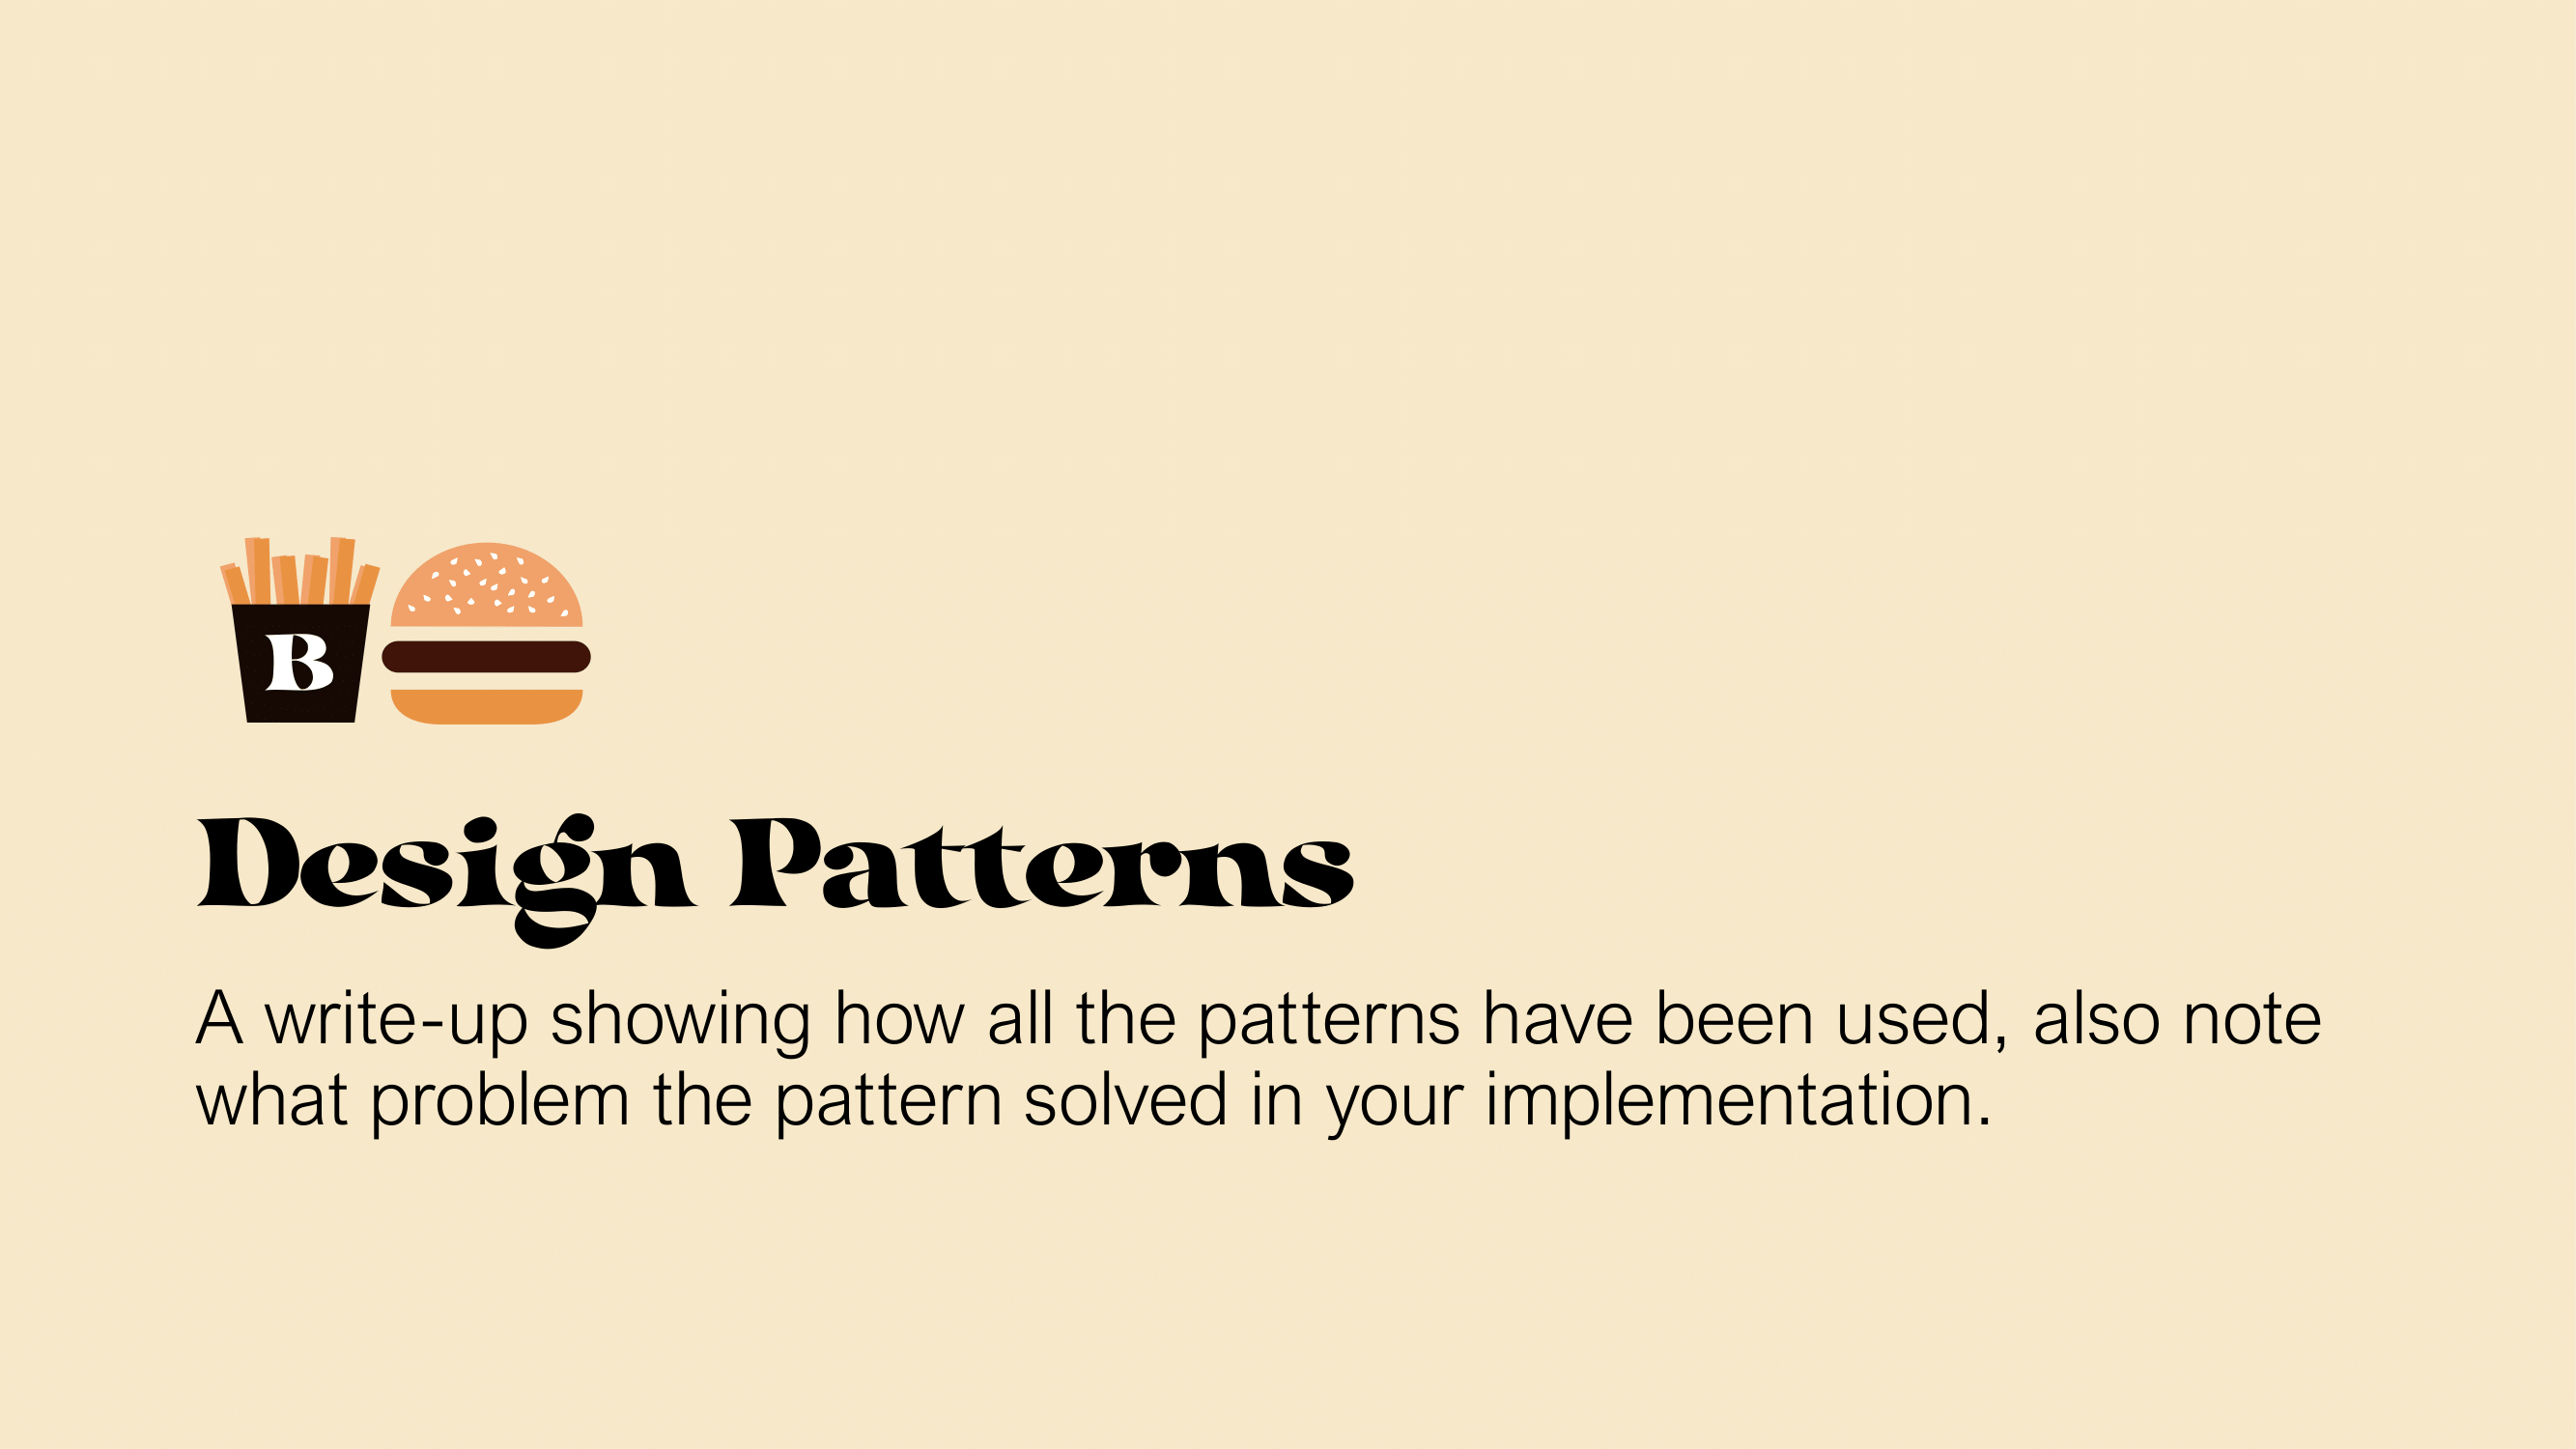 B
Design Patterns
A write-up showing how all the patterns have been used, also note
what problem the pattern solved in your implementation.